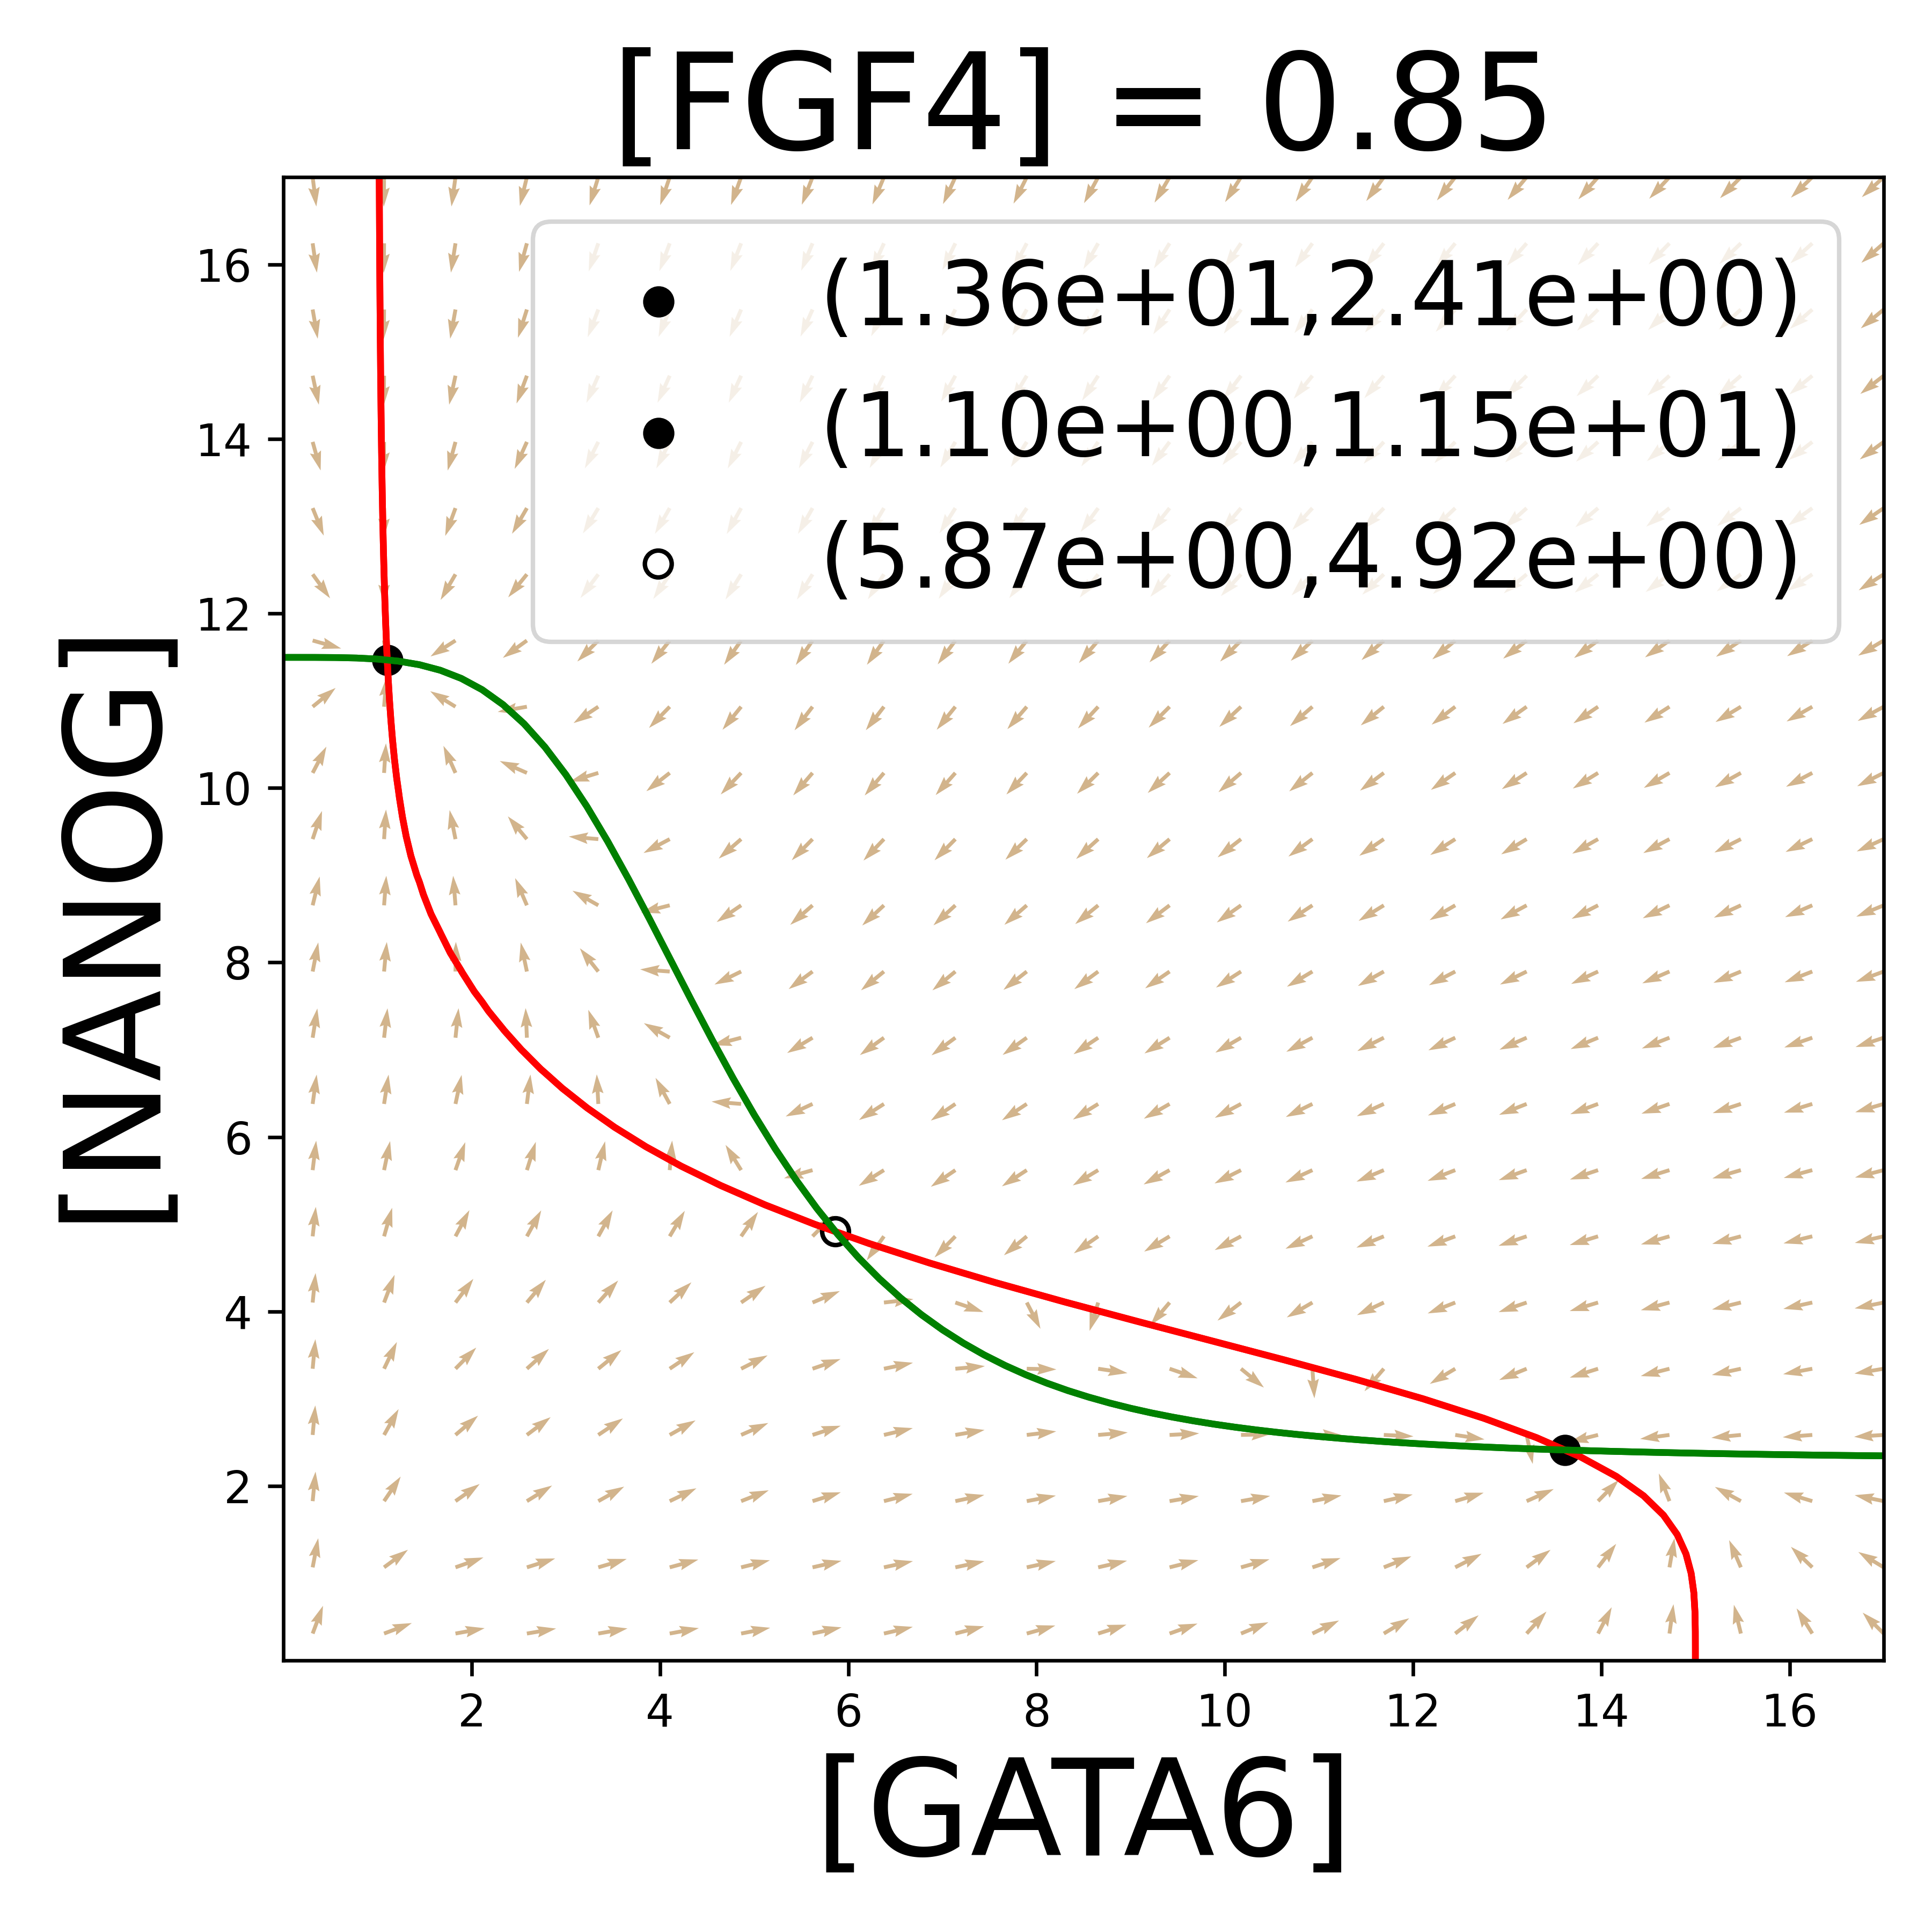 [FGF4] = 0.85
(1.36e+01,2.41e+00)
(1.10e+00,1.15e+01)
(5.87e+00,4.92e+00)
16
14
12
10
8
6
4
2
[NANOG]
2 4 6 8 10 12 14 16
[GATA6]